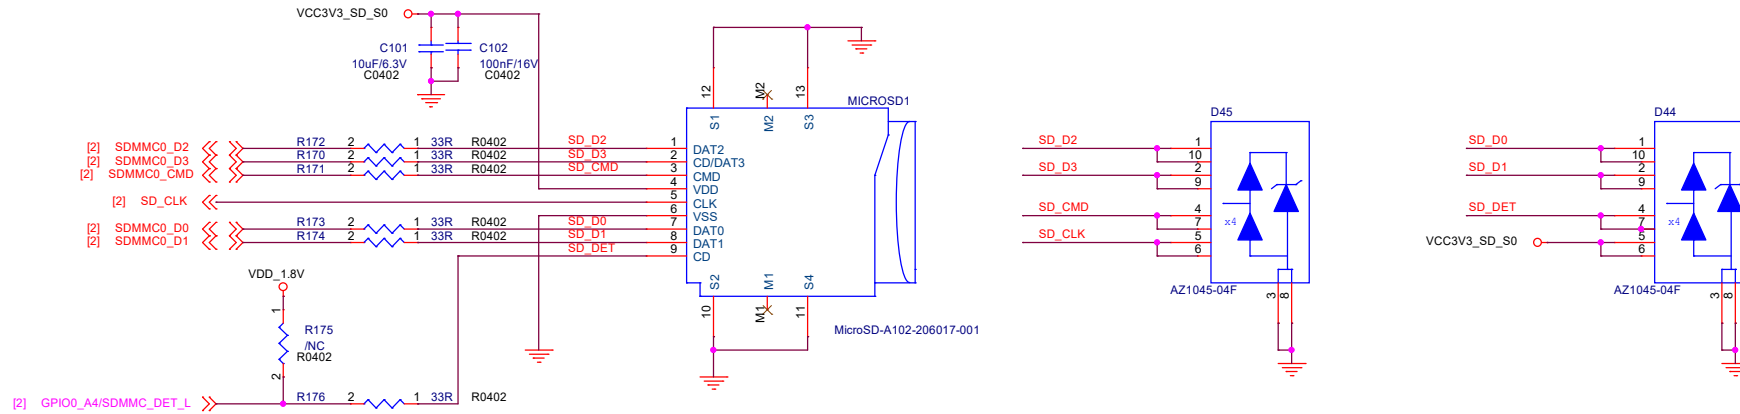 VCC3V3_SD_S0
C101
10uF/6.3V
C0402
C102
100nF/16V
C0402
12
M2
13
MICROSD1
S1
M2
S3
[2] SDMMC0_D2 R172 2 1 33R R0402 SD_D2 1 DAT2
[2] SDMMC0_D3 R170 2 1 33R R0402 SD_D3 2 CD/DAT3
[2] SDMMC0_CMD R171 2 1 33R R0402 SD_CMD 3 CMD
4 VDD
[2] SD_CLK 5 CLK
6 VSS
[2] SDMMC0_D0 R173 2 1 33R R0402 SD_D0 7 DAT0
[2] SDMMC0_D1 R174 2 1 33R R0402 SD_D1 8 DAT1
SD_DET 9 CD
S2
M1
S4
10
M1
11
MicroSD-A102-206017-001
VDD_1.8V
1
R175
/NC
R0402
2
[2] GPIO0_A4/SDMMC_DET_L R176 2 1 33R R0402
D45
SD_D2 1
10
SD_D3 2
9
SD_CMD 4
7
SD_CLK 5
6
x4
AZ1045-04F
3
8
D44
SD_D0 1
10
SD_D1 2
9
SD_DET 4
7
VCC3V3_SD_S0 5
6
x4
AZ1045-04F
3
8